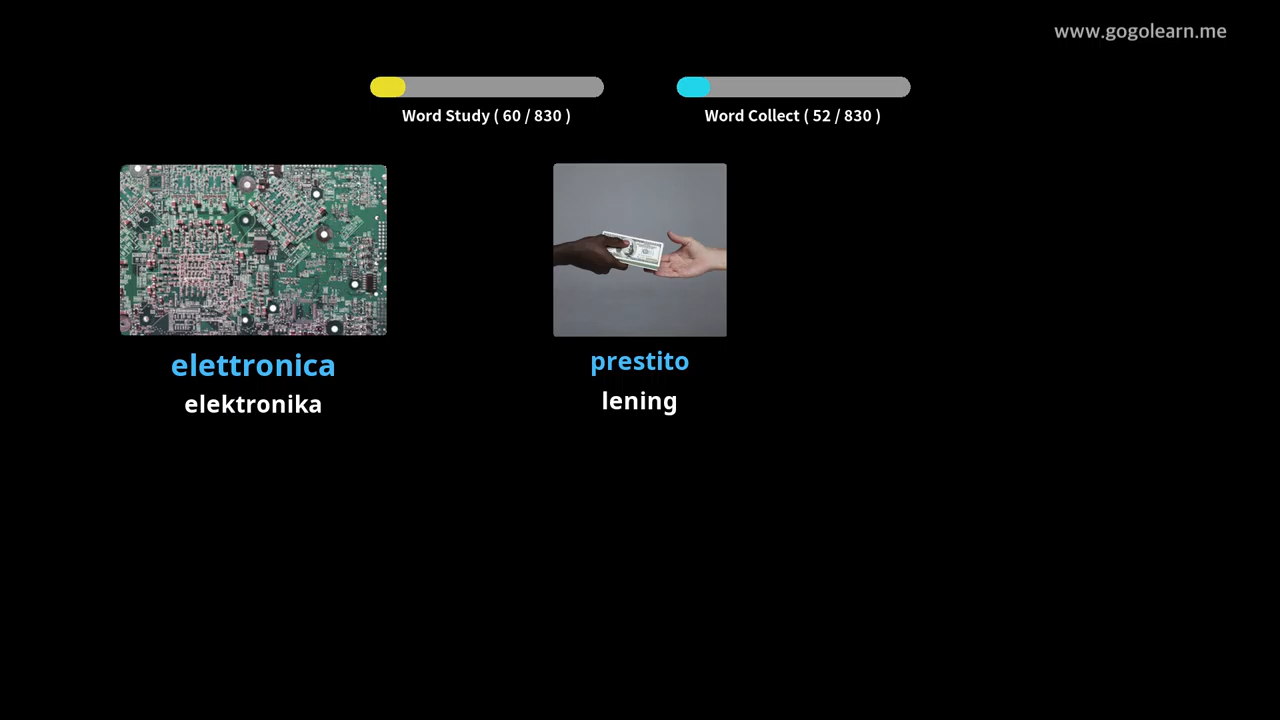 www.gogolearn.me
Word Study ( 60 / 830 )
Word Collect ( 52 / 830 )
elettronica
elektronika
prestito
lening